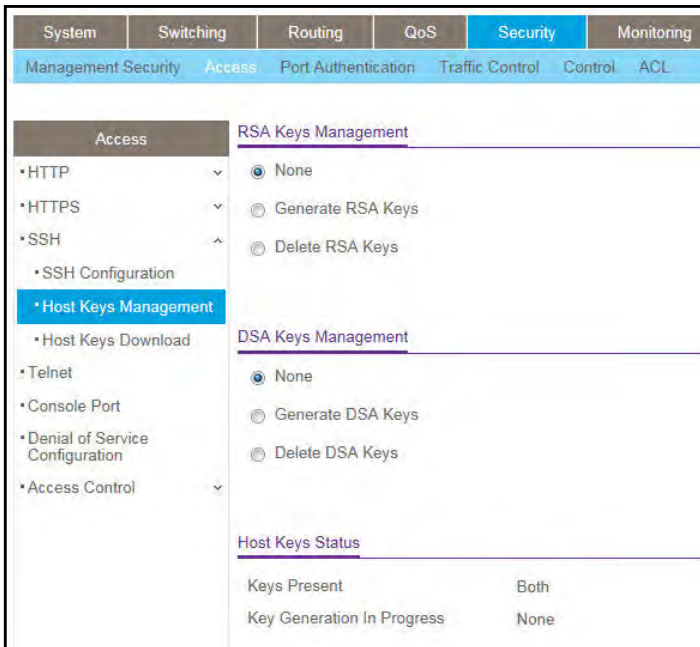 System Switching Routing QoS Security Monitoring
Management Security Access Port Authentication Traffic Control Control ACL
Access
HTTP
HTTPS
SSH
SSH Configuration
Host Keys Management
Host Keys Download
Telnet
Console Port
Denial of Service
Configuration
Access Control
RSA Keys Management
None
Generate RSA Keys
Delete RSA Keys
DSA Keys Management
None
Generate DSA Keys
Delete DSA Keys
Host Keys Status
Keys Present Both
Key Generation In Progress None